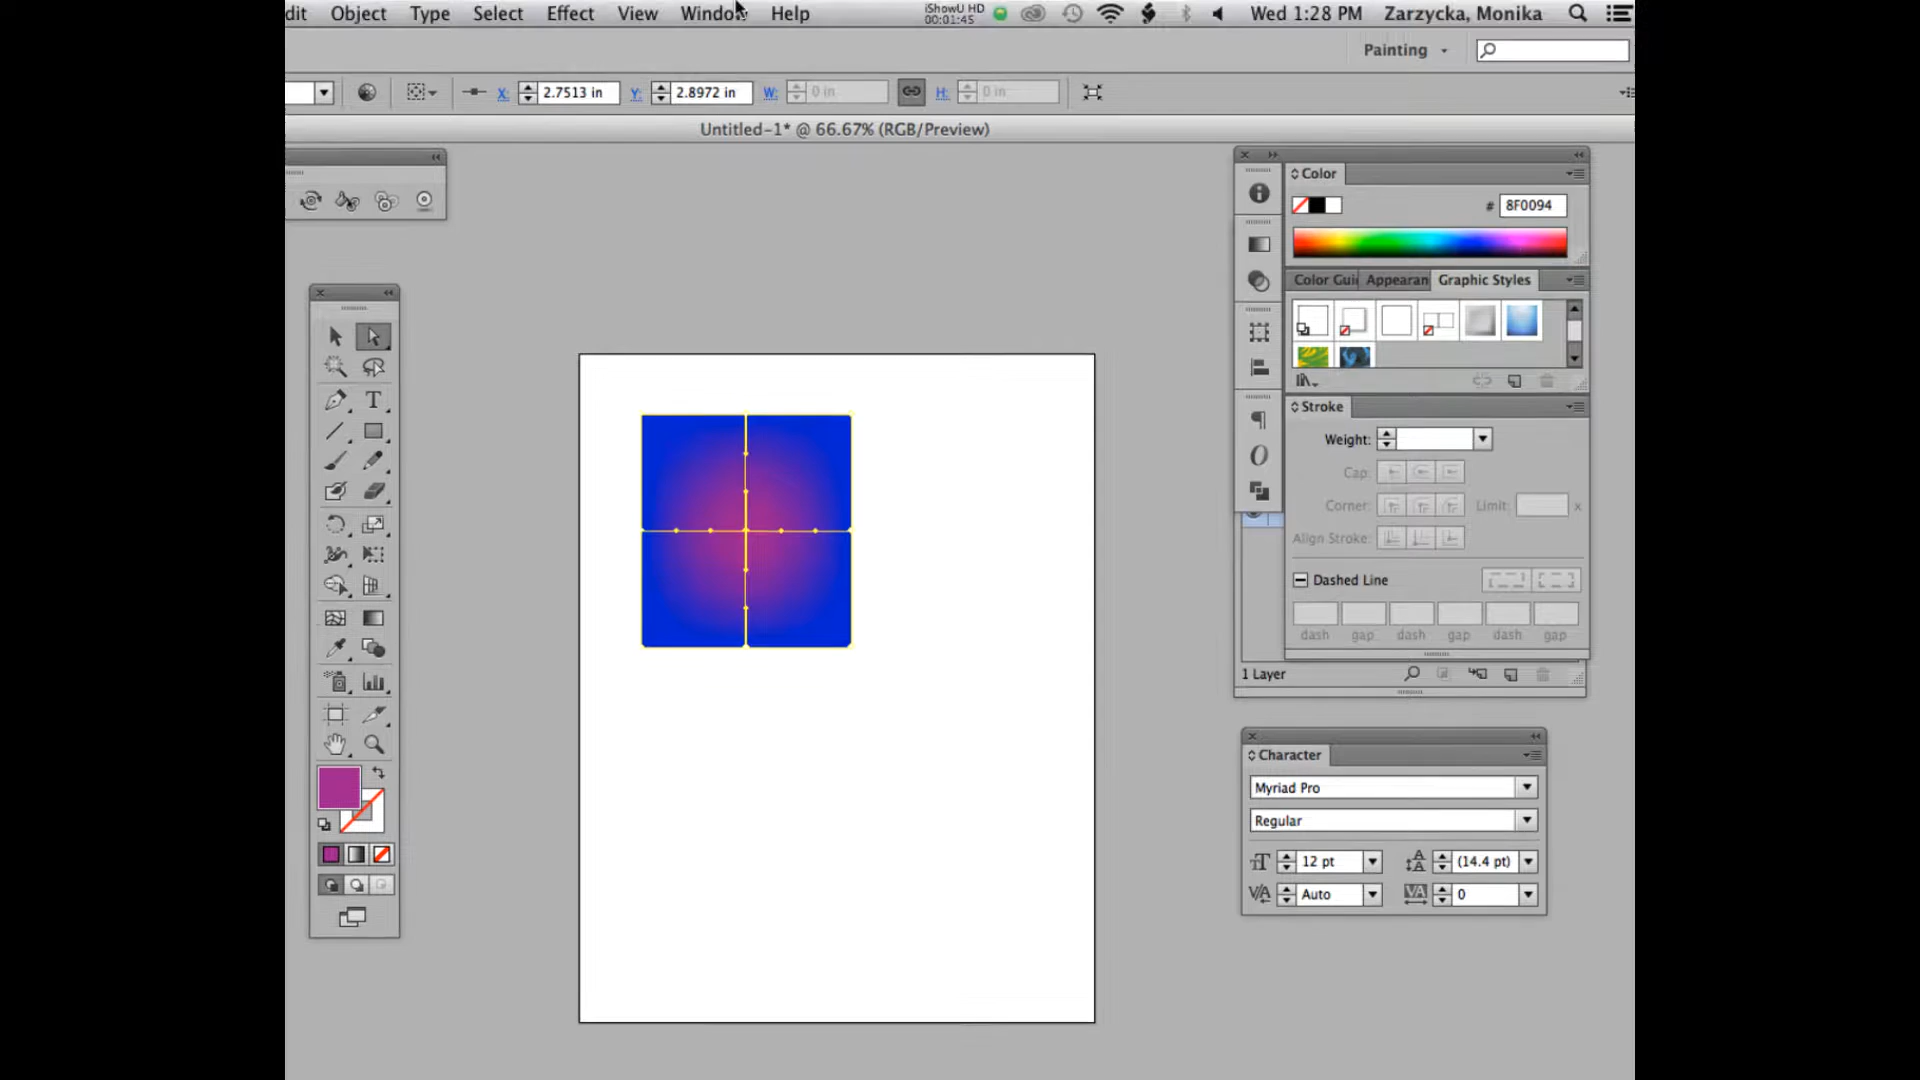 dit Object Type Select Effect View Window Help iShowU HD 00:01:45 Wed 1:28 PM Zarzycka, Monika
Painting
X: 2.7513 in Y: 2.8972 in W: 0 in H: 0 in
Untitled-1* @ 66.67% (RGB/Preview)
Color
# 8F0094
Color Gui Appearan Graphic Styles
Stroke
Weight:
Cap:
Corner: Limit: x
Align Stroke:
Dashed Line
dash gap dash gap dash gap
1 Layer
Character
Myriad Pro
Regular
12 pt (14.4 pt)
Auto 0